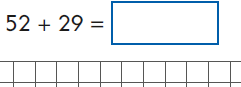 52 + 29 =